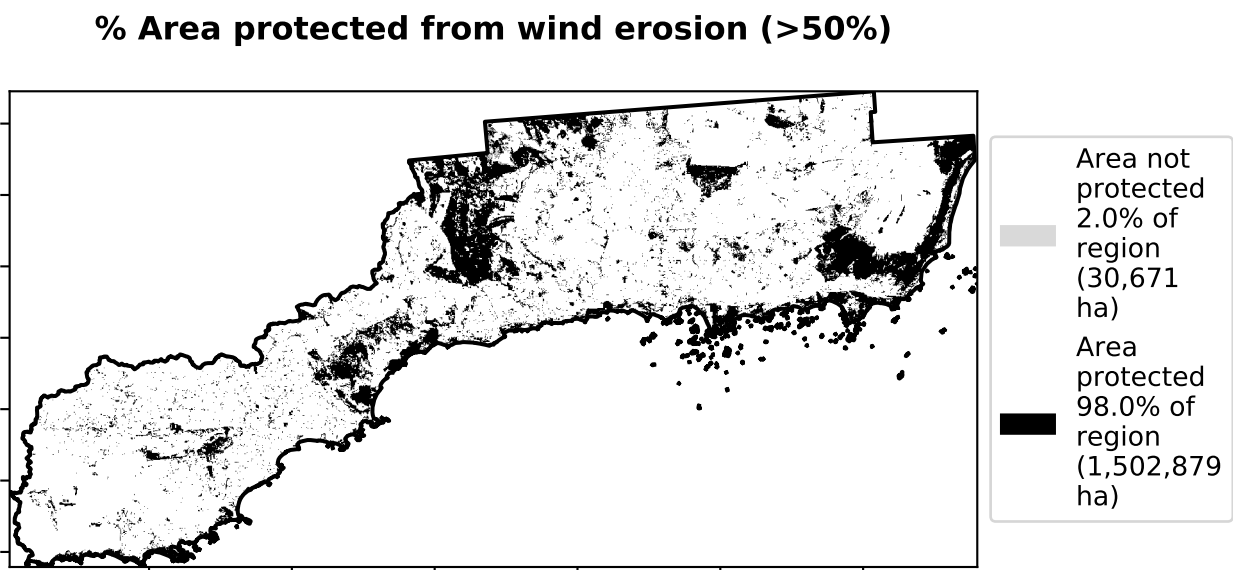 % Area protected from wind erosion (>50%)
Area not
protected
2.0% of
region
(30,671
ha)
Area
protected
98.0% of
region
(1,502,879
ha)